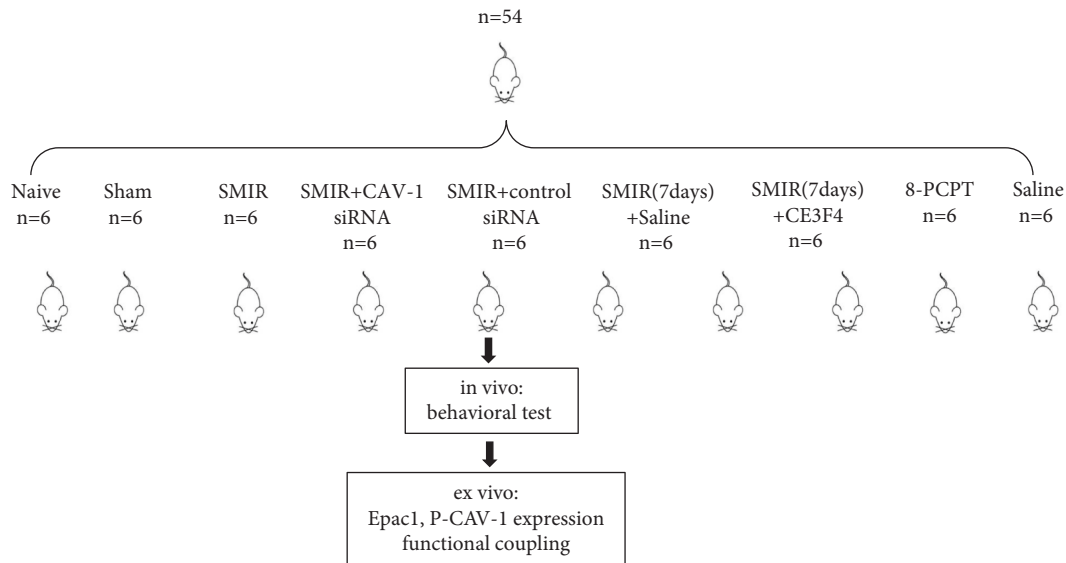 n=54
Naive
n=6
Sham
n=6
SMIR
n=6
SMIR+CAV-1
siRNA
n=6
SMIR+control
siRNA
n=6
SMIR(7days)
+Saline
n=6
SMIR(7days)
+CE3F4
n=6
8-PCPT
n=6
Saline
n=6
in vivo:
behavioral test
ex vivo:
Epac1, P-CAV-1 expression
functional coupling